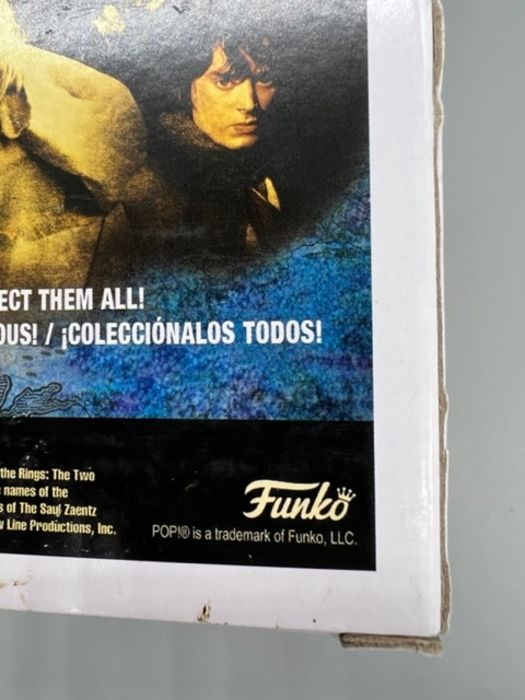 ECT THEM ALL!
OUS! / ¡COLECCIÓNALOS TODOS!
the Rings: The Two
names of the
s of The Saul Zaentz
w Line Productions, Inc.
Funko
POP!® is a trademark of Funko, LLC.